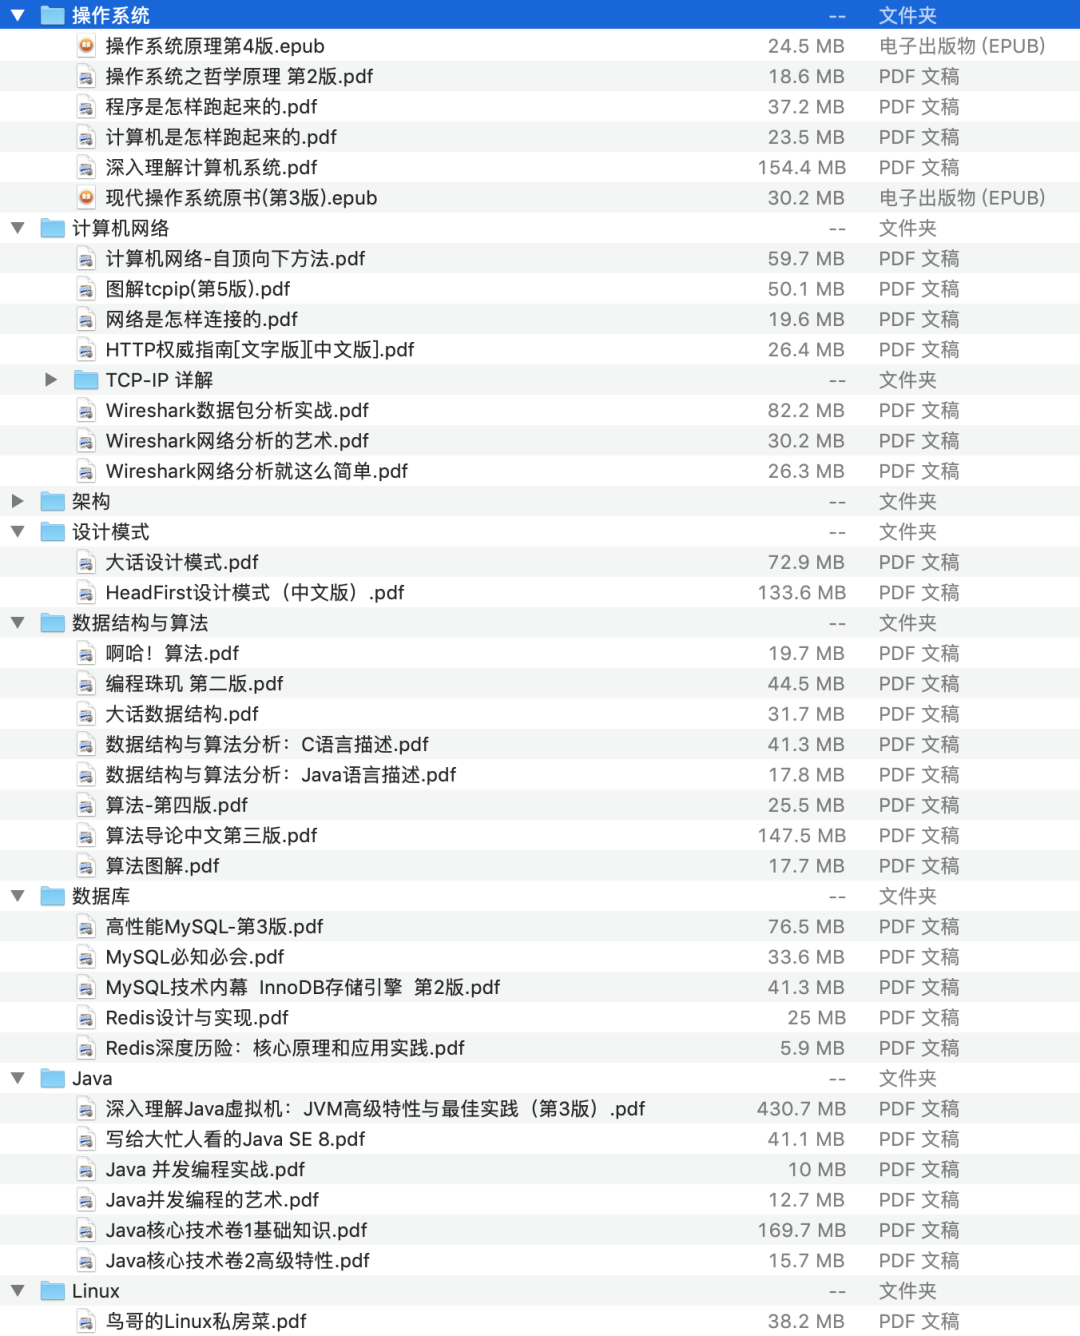 操作系统 -- 文件夹
操作系统原理第4版.epub 24.5 MB 电子出版物 (EPUB)
操作系统之哲学原理 第2版.pdf 18.6 MB PDF 文稿
程序是怎样跑起来的.pdf 37.2 MB PDF 文稿
计算机是怎样跑起来的.pdf 23.5 MB PDF 文稿
深入理解计算机系统.pdf 154.4 MB PDF 文稿
现代操作系统原书(第3版).epub 30.2 MB 电子出版物 (EPUB)
计算机网络 -- 文件夹
计算机网络-自顶向下方法.pdf 59.7 MB PDF 文稿
图解tcpip(第5版).pdf 50.1 MB PDF 文稿
网络是怎样连接的.pdf 19.6 MB PDF 文稿
HTTP权威指南[文字版][中文版].pdf 26.4 MB PDF 文稿
TCP-IP 详解 -- 文件夹
Wireshark数据包分析实战.pdf 82.2 MB PDF 文稿
Wireshark网络分析的艺术.pdf 30.2 MB PDF 文稿
Wireshark网络分析就这么简单.pdf 26.3 MB PDF 文稿
架构 -- 文件夹
设计模式 -- 文件夹
大话设计模式.pdf 72.9 MB PDF 文稿
HeadFirst设计模式（中文版）.pdf 133.6 MB PDF 文稿
数据结构与算法 -- 文件夹
啊哈！算法.pdf 19.7 MB PDF 文稿
编程珠玑 第二版.pdf 44.5 MB PDF 文稿
大话数据结构.pdf 31.7 MB PDF 文稿
数据结构与算法分析：C语言描述.pdf 41.3 MB PDF 文稿
数据结构与算法分析：Java语言描述.pdf 17.8 MB PDF 文稿
算法-第四版.pdf 25.5 MB PDF 文稿
算法导论中文第三版.pdf 147.5 MB PDF 文稿
算法图解.pdf 17.7 MB PDF 文稿
数据库 -- 文件夹
高性能MySQL-第3版.pdf 76.5 MB PDF 文稿
MySQL必知必会.pdf 33.6 MB PDF 文稿
MySQL技术内幕 InnoDB存储引擎 第2版.pdf 41.3 MB PDF 文稿
Redis设计与实现.pdf 25 MB PDF 文稿
Redis深度历险：核心原理和应用实践.pdf 5.9 MB PDF 文稿
Java -- 文件夹
深入理解Java虚拟机：JVM高级特性与最佳实践（第3版）.pdf 430.7 MB PDF 文稿
写给大忙人看的Java SE 8.pdf 41.1 MB PDF 文稿
Java 并发编程实战.pdf 10 MB PDF 文稿
Java并发编程的艺术.pdf 12.7 MB PDF 文稿
Java核心技术卷1基础知识.pdf 169.7 MB PDF 文稿
Java核心技术卷2高级特性.pdf 15.7 MB PDF 文稿
Linux -- 文件夹
鸟哥的Linux私房菜.pdf 38.2 MB PDF 文稿